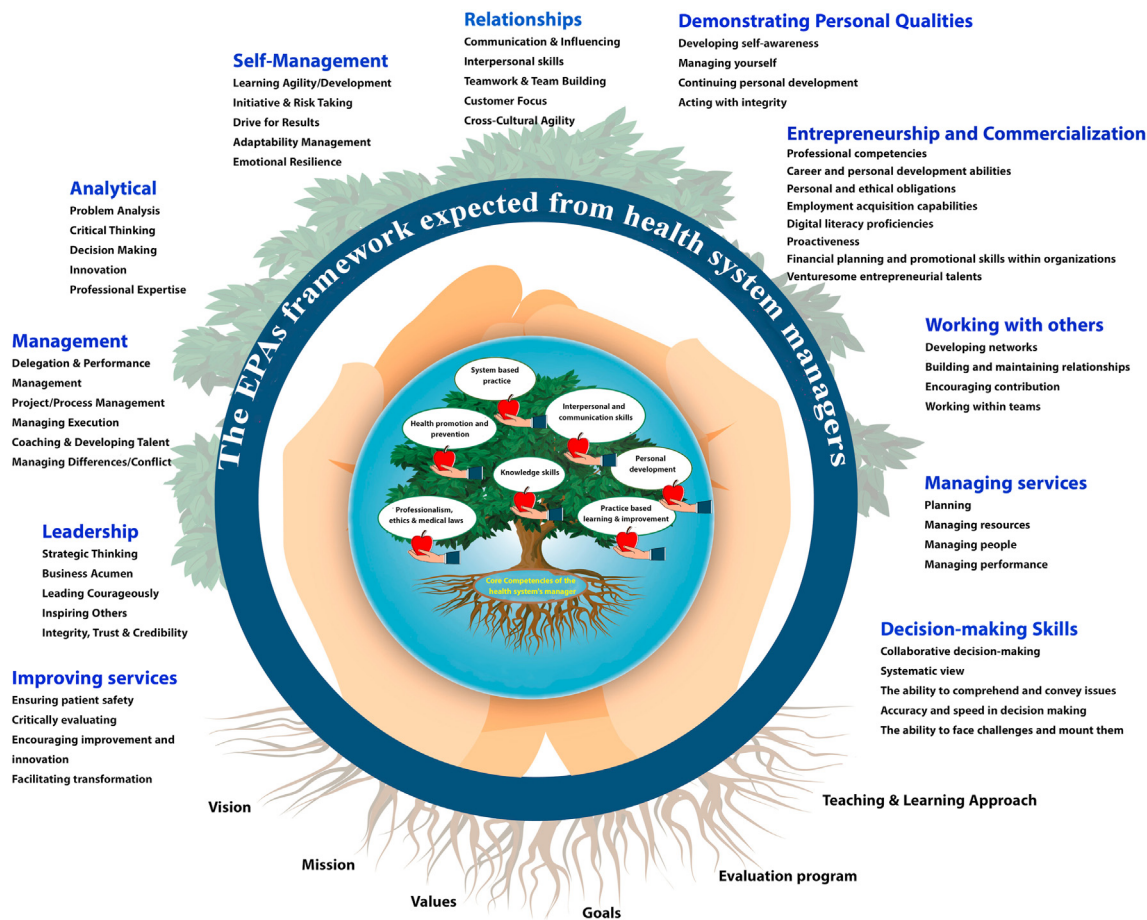 Relationships
Communication & Influencing
Interpersonal skills
Teamwork & Team Building
Customer Focus
Cross-Cultural Agility
Demonstrating Personal Qualities
Developing self-awareness
Managing yourself
Continuing personal development
Acting with integrity
Self-Management
Learning Agility/Development
Initiative & Risk Taking
Drive for Results
Adaptability Management
Emotional Resilience
Entrepreneurship and Commercialization
Professional competencies
Career and personal development abilities
Personal and ethical obligations
Employment acquisition capabilities
Digital literacy proficiencies
Proactiveness
Financial planning and promotional skills within organizations
Venturesome entrepreneurial talents
Analytical
Problem Analysis
Critical Thinking
Decision Making
Innovation
Professional Expertise
The EPAs framework expected from health system managers
Management
Delegation & Performance
Management
Project/Process Management
Managing Execution
Coaching & Developing Talent
Managing Differences/Conflict
Working with others
Developing networks
Building and maintaining relationships
Encouraging contribution
Working within teams
System based
practice
Interpersonal and
communication skills
Health promotion and
prevention
Personal
development
Knowledge skills
Professionalism,
ethics & medical laws
Practice based
learning & improvement
Core Competencies of the
health system's manager
Managing services
Planning
Managing resources
Managing people
Managing performance
Leadership
Strategic Thinking
Business Acumen
Leading Courageously
Inspiring Others
Integrity, Trust & Credibility
Decision-making Skills
Collaborative decision-making
Systematic view
The ability to comprehend and convey issues
Accuracy and speed in decision making
The ability to face challenges and mount them
Improving services
Ensuring patient safety
Critically evaluating
Encouraging improvement and
innovation
Facilitating transformation
Vision
Mission
Values
Goals
Evaluation program
Teaching & Learning Approach